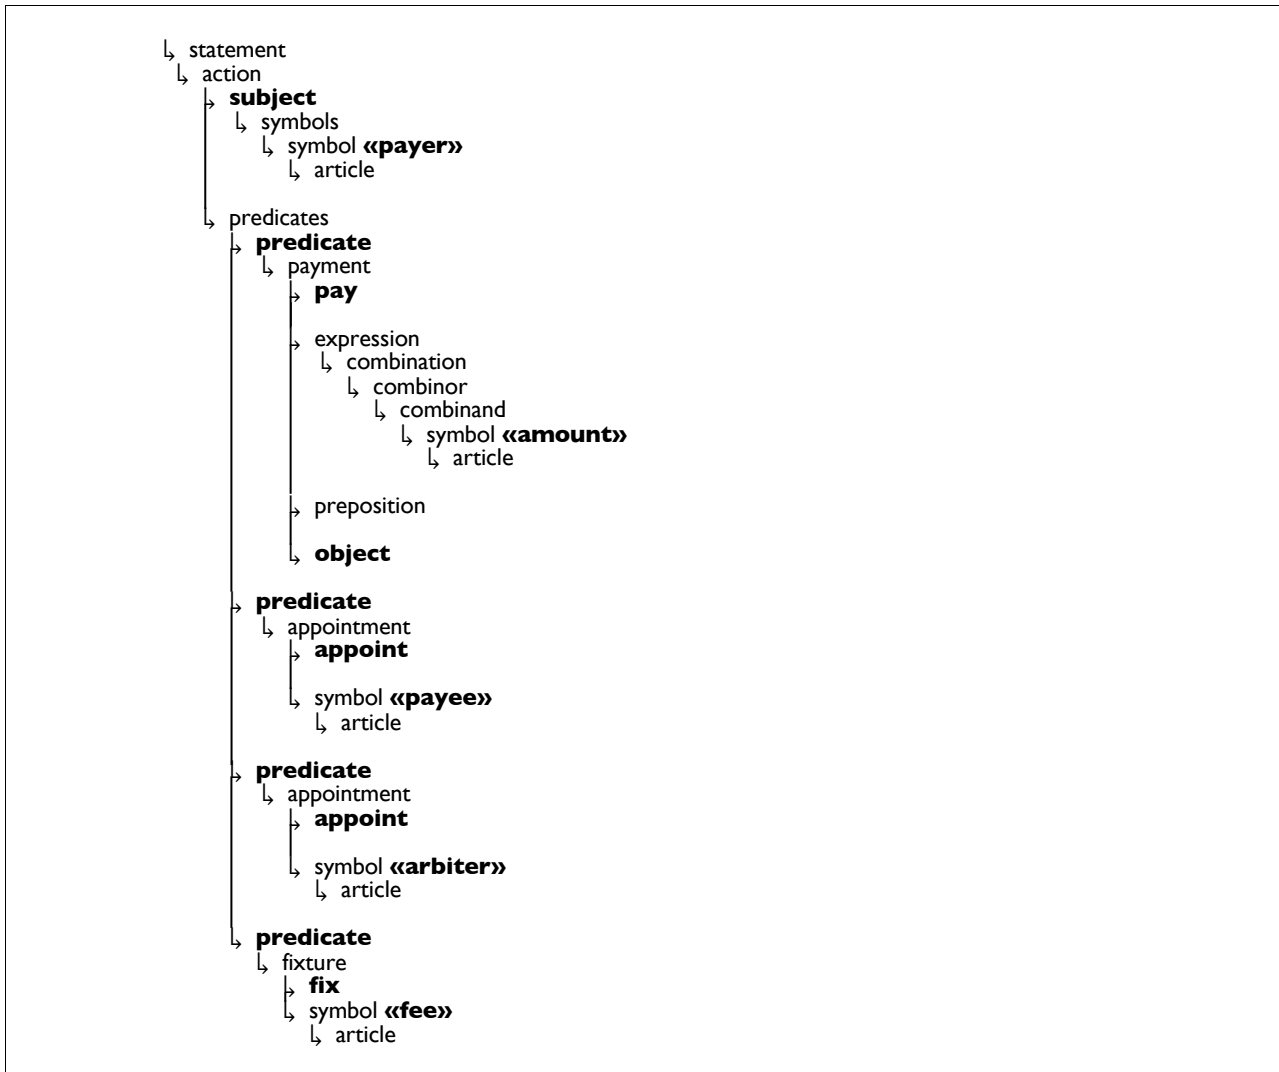 statement
action
subject
symbols
symbol «payer»
article
predicates
predicate
payment
pay
expression
combination
combinor
combinand
symbol «amount»
article
preposition
object
predicate
appointment
appoint
symbol «payee»
article
predicate
appointment
appoint
symbol «arbiter»
article
predicate
fixture
fix
symbol «fee»
article